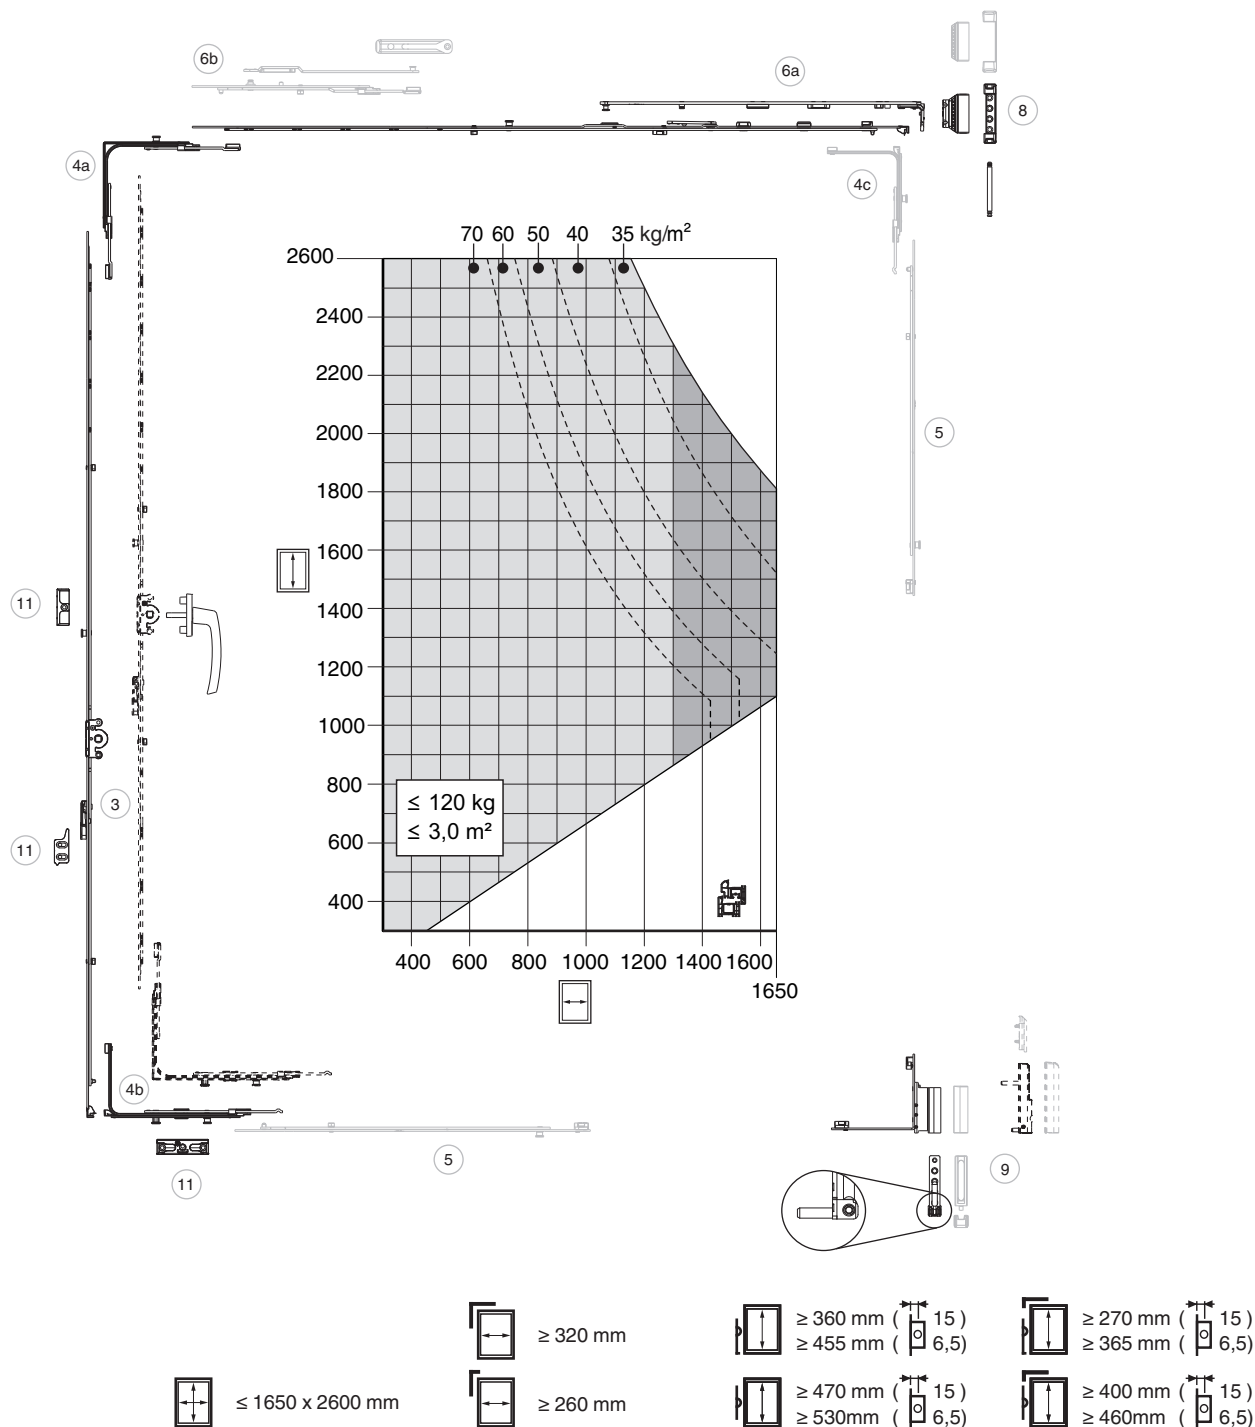 6b
6a
8
4a
4c
70 60 50 40 35 kg/m²
2600
2400
2200
2000
5
1800
1600
11
1400
1200
1000
3
800
≤ 120 kg
≤ 3,0 m²
11
600
400
400 600 800 1000 1200 1400 1600
1650
4b
5
9
11
≥ 320 mm
≥ 360 mm ( 15 )
≥ 455 mm ( 6,5)
≥ 270 mm ( 15 )
≥ 365 mm ( 6,5)
≤ 1650 x 2600 mm
≥ 260 mm
≥ 470 mm ( 15 )
≥ 530mm ( 6,5)
≥ 400 mm ( 15 )
≥ 460mm ( 6,5)